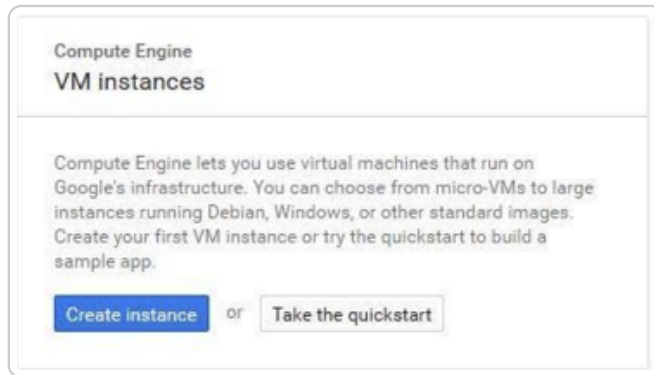 Compute Engine
VM instances
Compute Engine lets you use virtual machines that run on
Google's infrastructure. You can choose from micro-VMs to large
instances running Debian, Windows, or other standard images.
Create your first VM instance or try the quickstart to build a
sample app.
Create instance or Take the quickstart